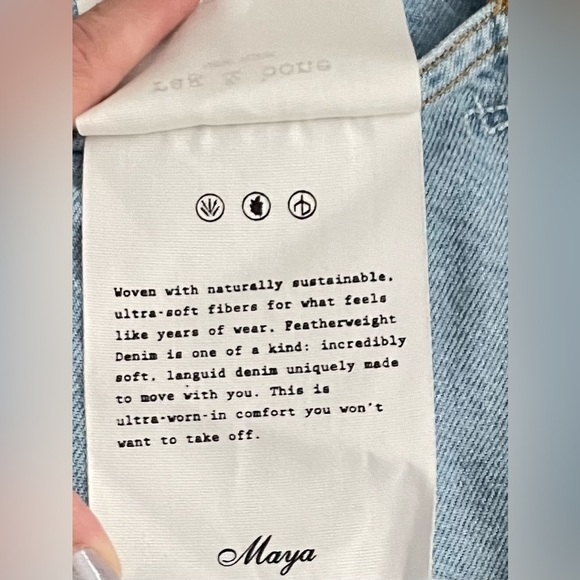 rag & bone
Woven with naturally sustainable,
ultra-soft fibers for what feels
like years of wear. Featherweight
Denim is one of a kind: incredibly
soft, languid denim uniquely made
to move with you. This is
ultra-worn-in comfort you won't
want to take off.
Maya